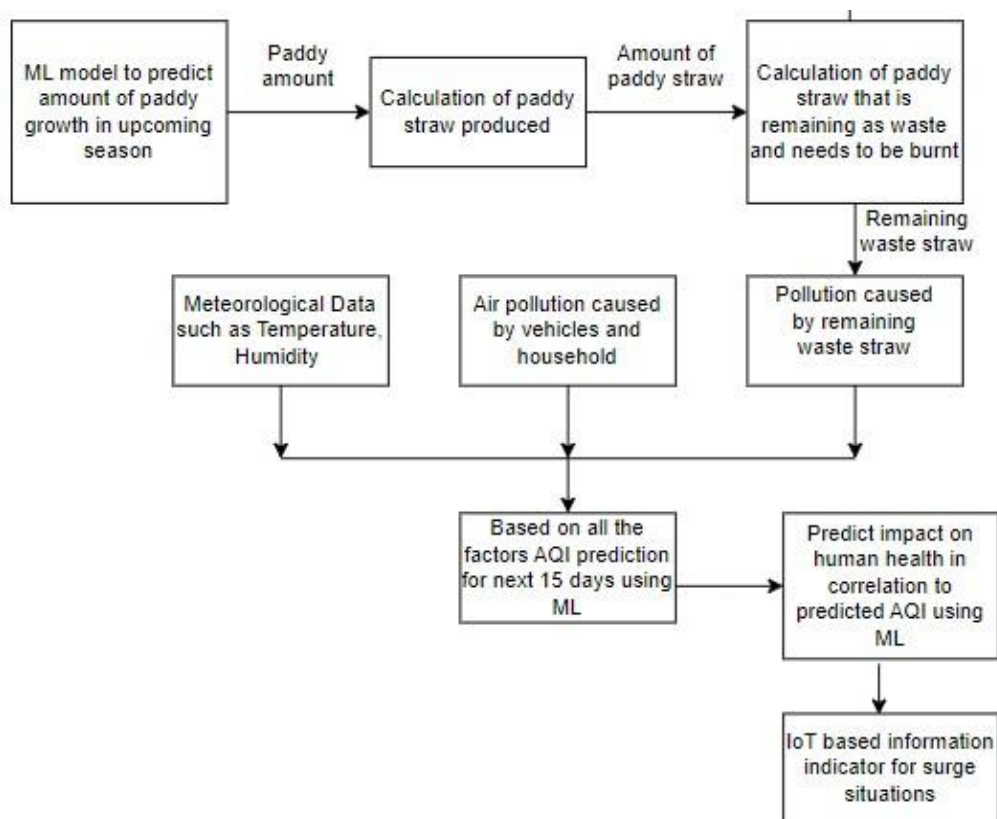 ML model to predict
amount of paddy
growth in upcoming
season
Paddy
amount
Calculation of paddy
straw produced
Amount of
paddy straw
Calculation of paddy
straw that is
remaining as waste
and needs to be burnt
Remaining
waste straw
Meteorological Data
such as Temperature,
Humidity
Air pollution caused
by vehicles and
household
Pollution caused
by remaining
waste straw
Based on all the
factors AQI prediction
for next 15 days using
ML
Predict impact on
human health in
correlation to
predicted AQI using
ML
IoT based information
indicator for surge
situations